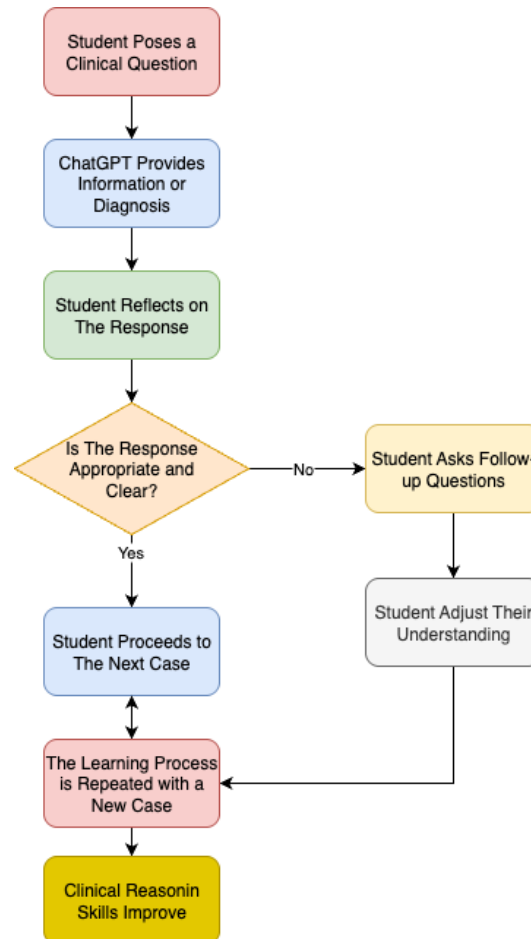 Student Poses a
Clinical Question
ChatGPT Provides
Information or
Diagnosis
Student Reflects on
The Response
Is The Response
Appropriate and
Clear?
No
Student Asks Follow-
up Questions
Yes
Student Adjust Their
Understanding
Student Proceeds to
The Next Case
The Learning Process
is Repeated with a
New Case
Clinical Reasonin
Skills Improve